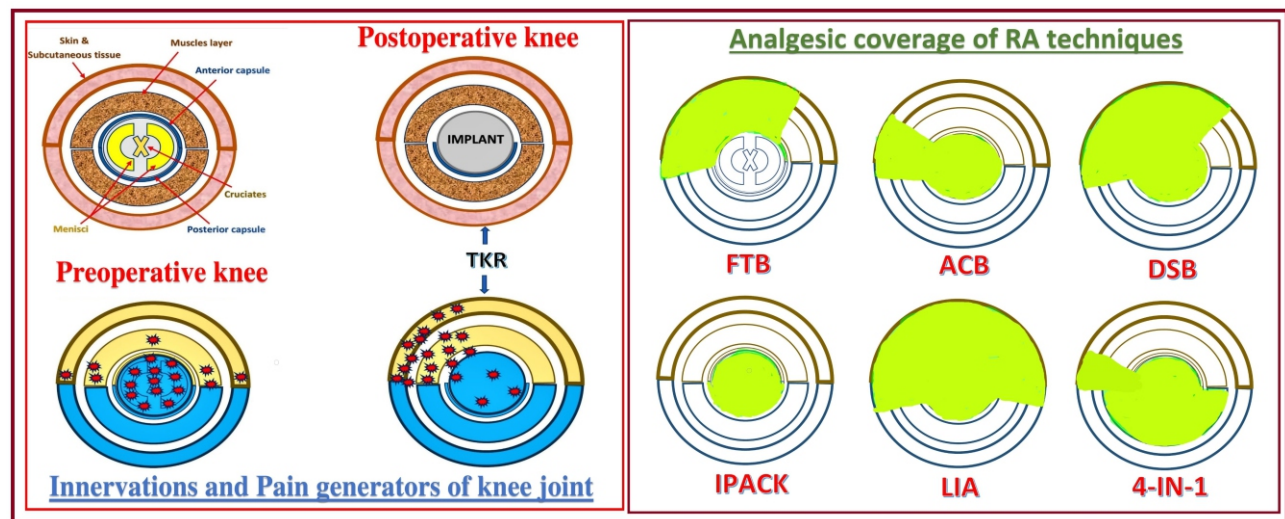 Skin &
Subcutaneous tissue
Muscles layer
Anterior capsule
X
Cruciates
Menisci
Posterior capsule
Preoperative knee
Postoperative knee
IMPLANT
TKR
Innervations and Pain generators of knee joint
Analgesic coverage of RA techniques
X
FTB
ACB
DSB
IPACK
LIA
4-IN-1